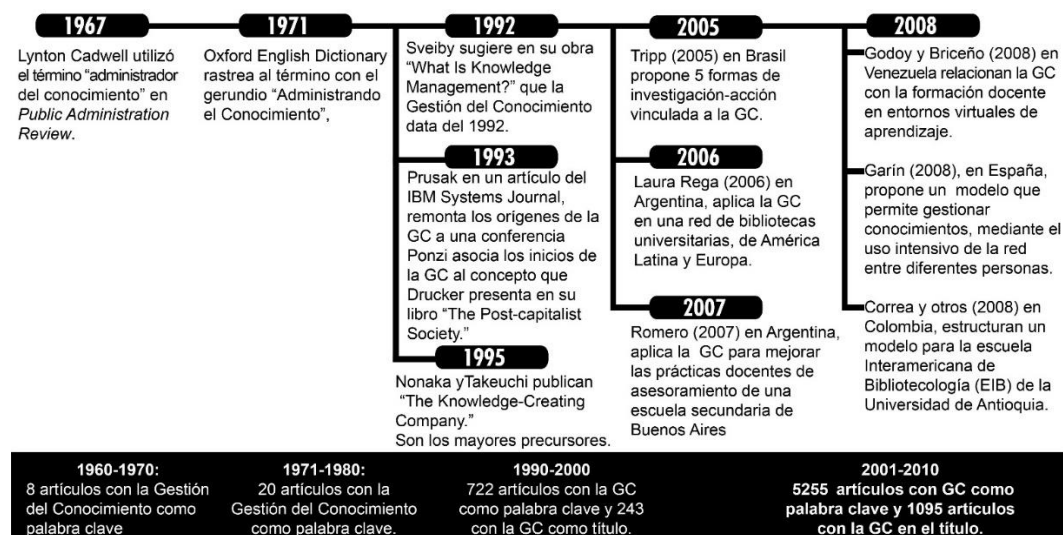 1967
Lynton Cadwell utilizó
el término “administrador
del conocimiento” en
Public Administration
Review.
1971
Oxford English Dictionary
rastrea al término con el
gerundio “Administrando
el Conocimiento”,
1992
Sveiby sugiere en su obra
“What Is Knowledge
Management?” que la
Gestión del Conocimiento
data del 1992.
1993
Prusak en un artículo del
IBM Systems Journal,
remonta los orígenes de la
GC a una conferencia
Ponzi asocia los inicios de
la GC al concepto que
Drucker presenta en su
libro “The Post-capitalist
Society.”
1995
Nonaka yTakeuchi publican
“The Knowledge-Creating
Company.”
Son los mayores precursores.
2005
Tripp (2005) en Brasil
propone 5 formas de
investigación-acción
vinculada a la GC.
2006
Laura Rega (2006) en
Argentina, aplica la GC
en una red de bibliotecas
universitarias, de América
Latina y Europa.
2007
Romero (2007) en Argentina,
aplica la GC para mejorar
las prácticas docentes de
asesoramiento de una
escuela secundaria de
Buenos Aires
2008
Godoy y Briceño (2008) en
Venezuela relacionan la GC
con la formación docente
en entornos virtuales de
aprendizaje.
Garín (2008), en España,
propone un modelo que
permite gestionar
conocimientos, mediante el
uso intensivo de la red
entre diferentes personas.
Correa y otros (2008) en
Colombia, estructuran un
modelo para la escuela
Interamericana de
Bibliotecología (EIB) de la
Universidad de Antioquia.
1960-1970:
8 artículos con la Gestión
del Conocimiento como
palabra clave
1971-1980:
20 artículos con la
Gestión del Conocimiento
como palabra clave.
1990-2000
722 artículos con la GC
como palabra clave y 243
con la GC como título.
2001-2010
5255 artículos con GC como
palabra clave y 1095 artículos
con la GC en el título.